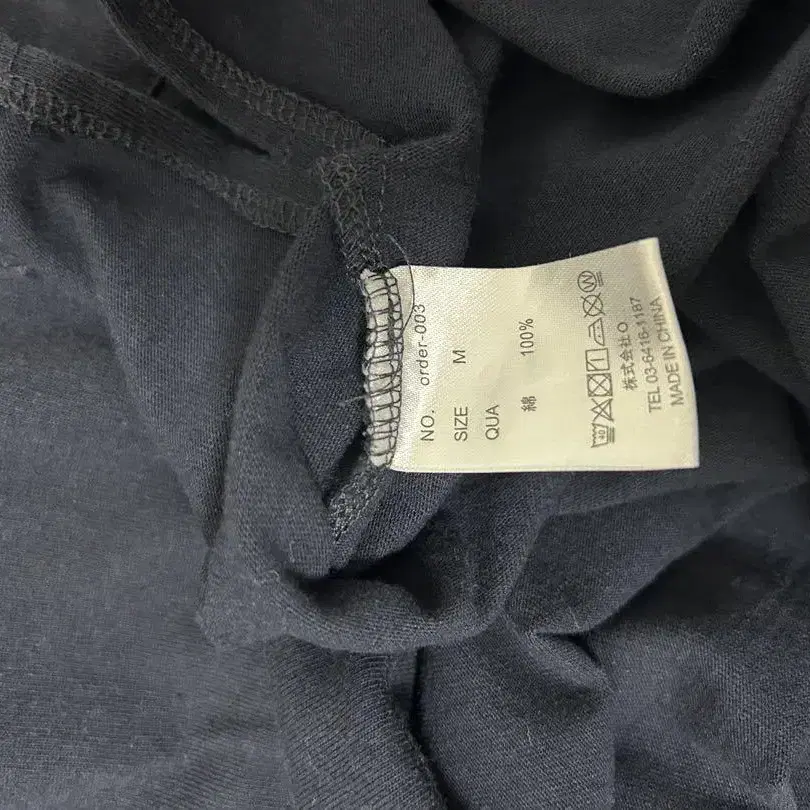 NO. order-003
SIZE M
QUA
綿 100%
40 W
株式会社O
TEL 03-6416-1187
MADE IN CHINA